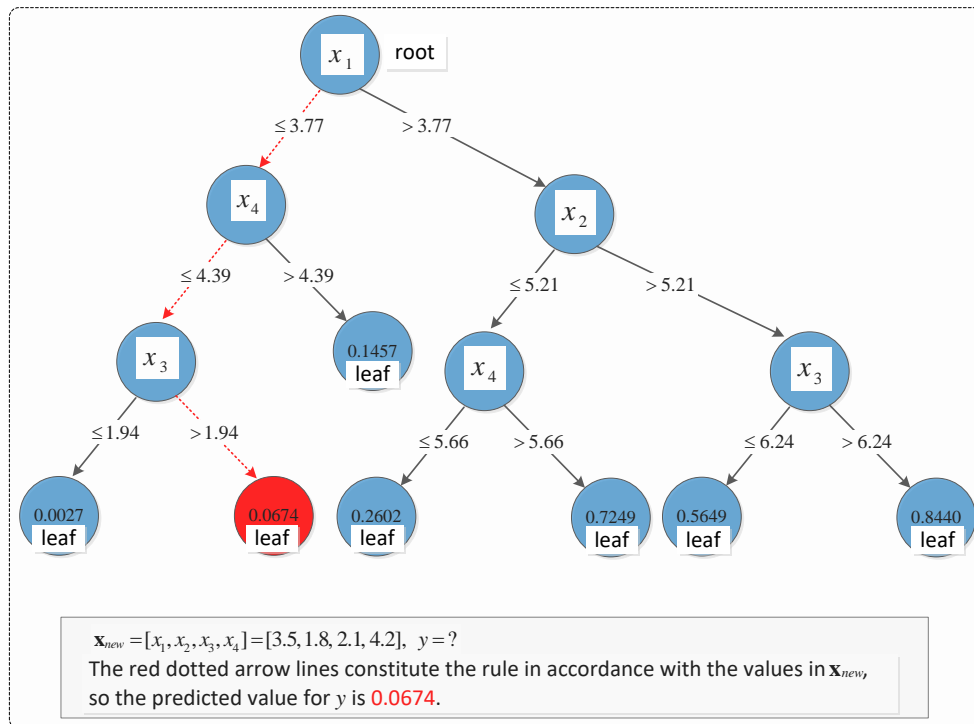 x₁ root
≤ 3.77 > 3.77
x₄ x₂
≤ 4.39 > 4.39 ≤ 5.21 > 5.21
x₃ 0.1457 x₄ x₃
leaf
≤1.94 >1.94 ≤ 5.66 > 5.66 ≤ 6.24 > 6.24
0.0027 0.0674 0.2602 0.7249 0.5649 0.8440
leaf leaf leaf leaf leaf leaf
x_new = [x₁, x₂, x₃, x₄] = [3.5, 1.8, 2.1, 4.2], y = ?
The red dotted arrow lines constitute the rule in accordance with the values in x_new,
so the predicted value for y is 0.0674.